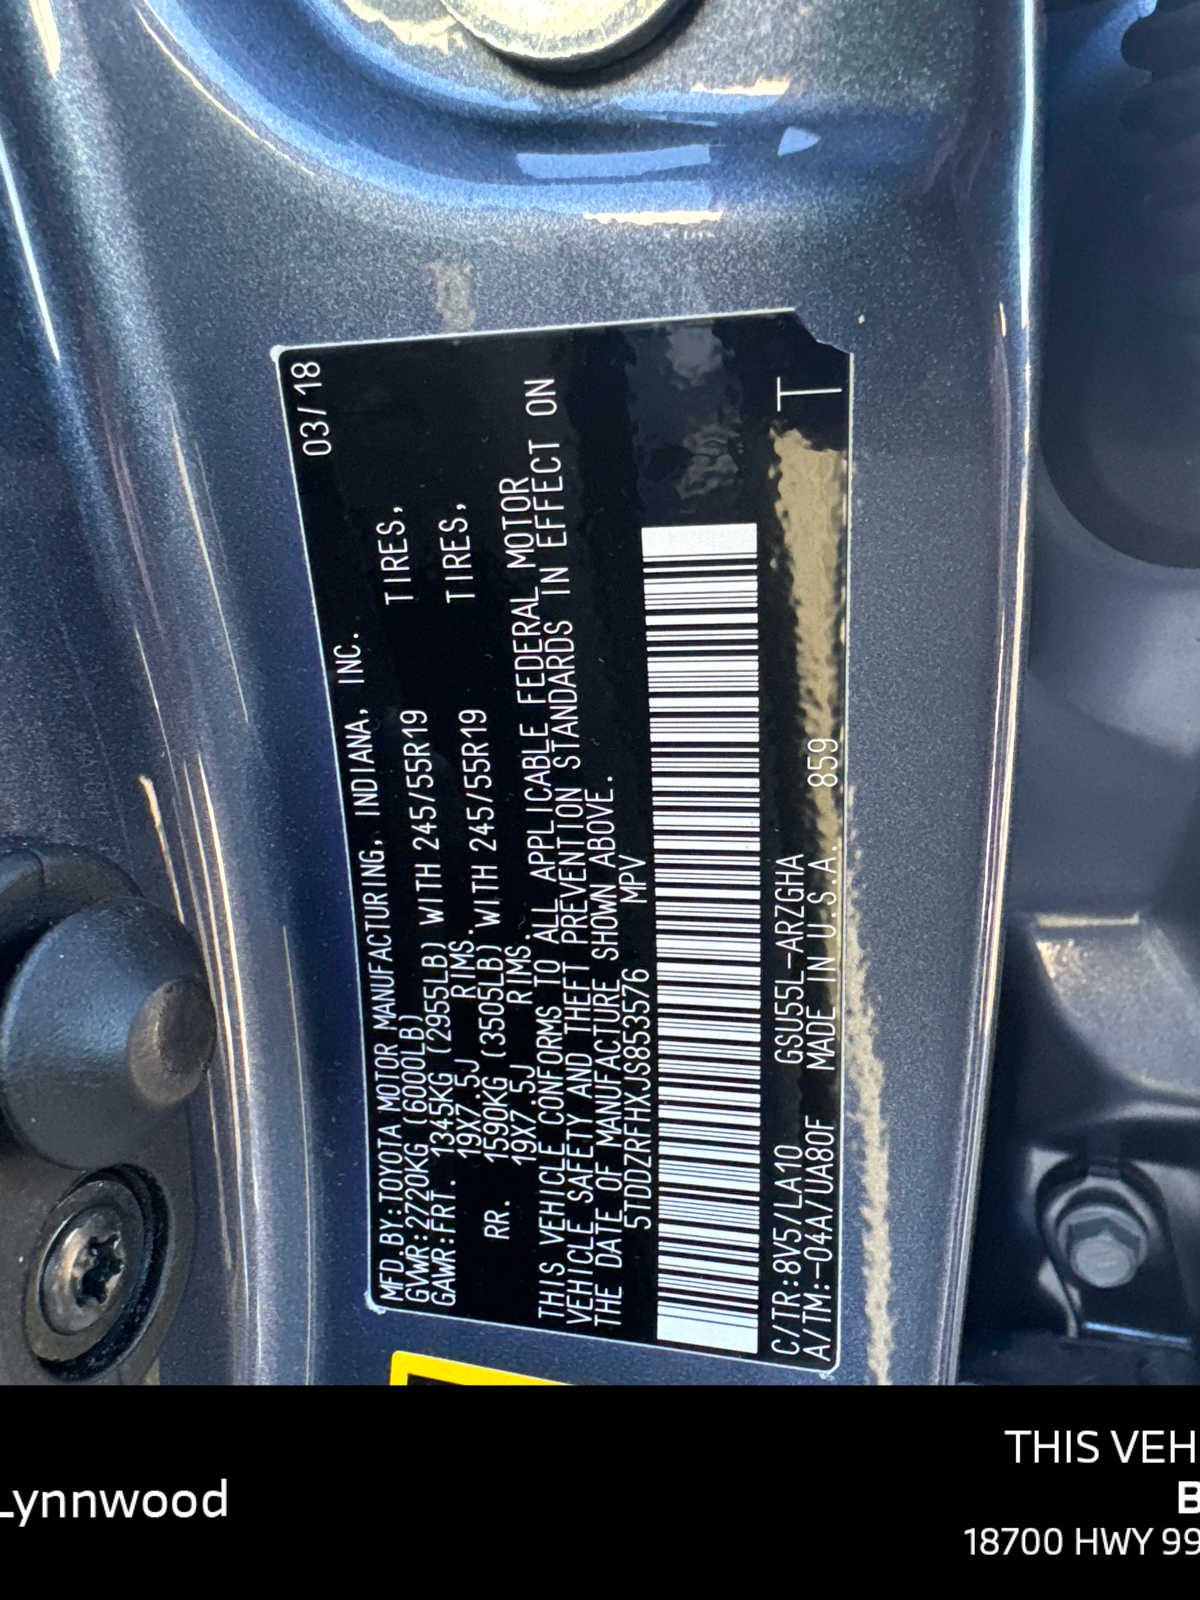 03/18
MFD.BY:TOYOTA MOTOR MANUFACTURING, INDIANA, INC.
GVWR:2720KG (6000LB)
GAWR:FRT. 1345KG (2955LB) WITH 245/55R19 TIRES,
19X7.5J RIMS.
RR. 1590KG (3505LB) WITH 245/55R19 TIRES,
19X7.5J RIMS.
THIS VEHICLE CONFORMS TO ALL APPLICABLE FEDERAL MOTOR
VEHICLE SAFETY AND THEFT PREVENTION STANDARDS IN EFFECT ON
THE DATE OF MANUFACTURE SHOWN ABOVE.
5TDDZRFHXJS853576 MPV
C/TR:8V5/LA10 GSU55L-ARZGHA
A/TM:-04A/UA80F MADE IN U.S.A. 859
T
Lynnwood
THIS VEH
B
18700 HWY 99